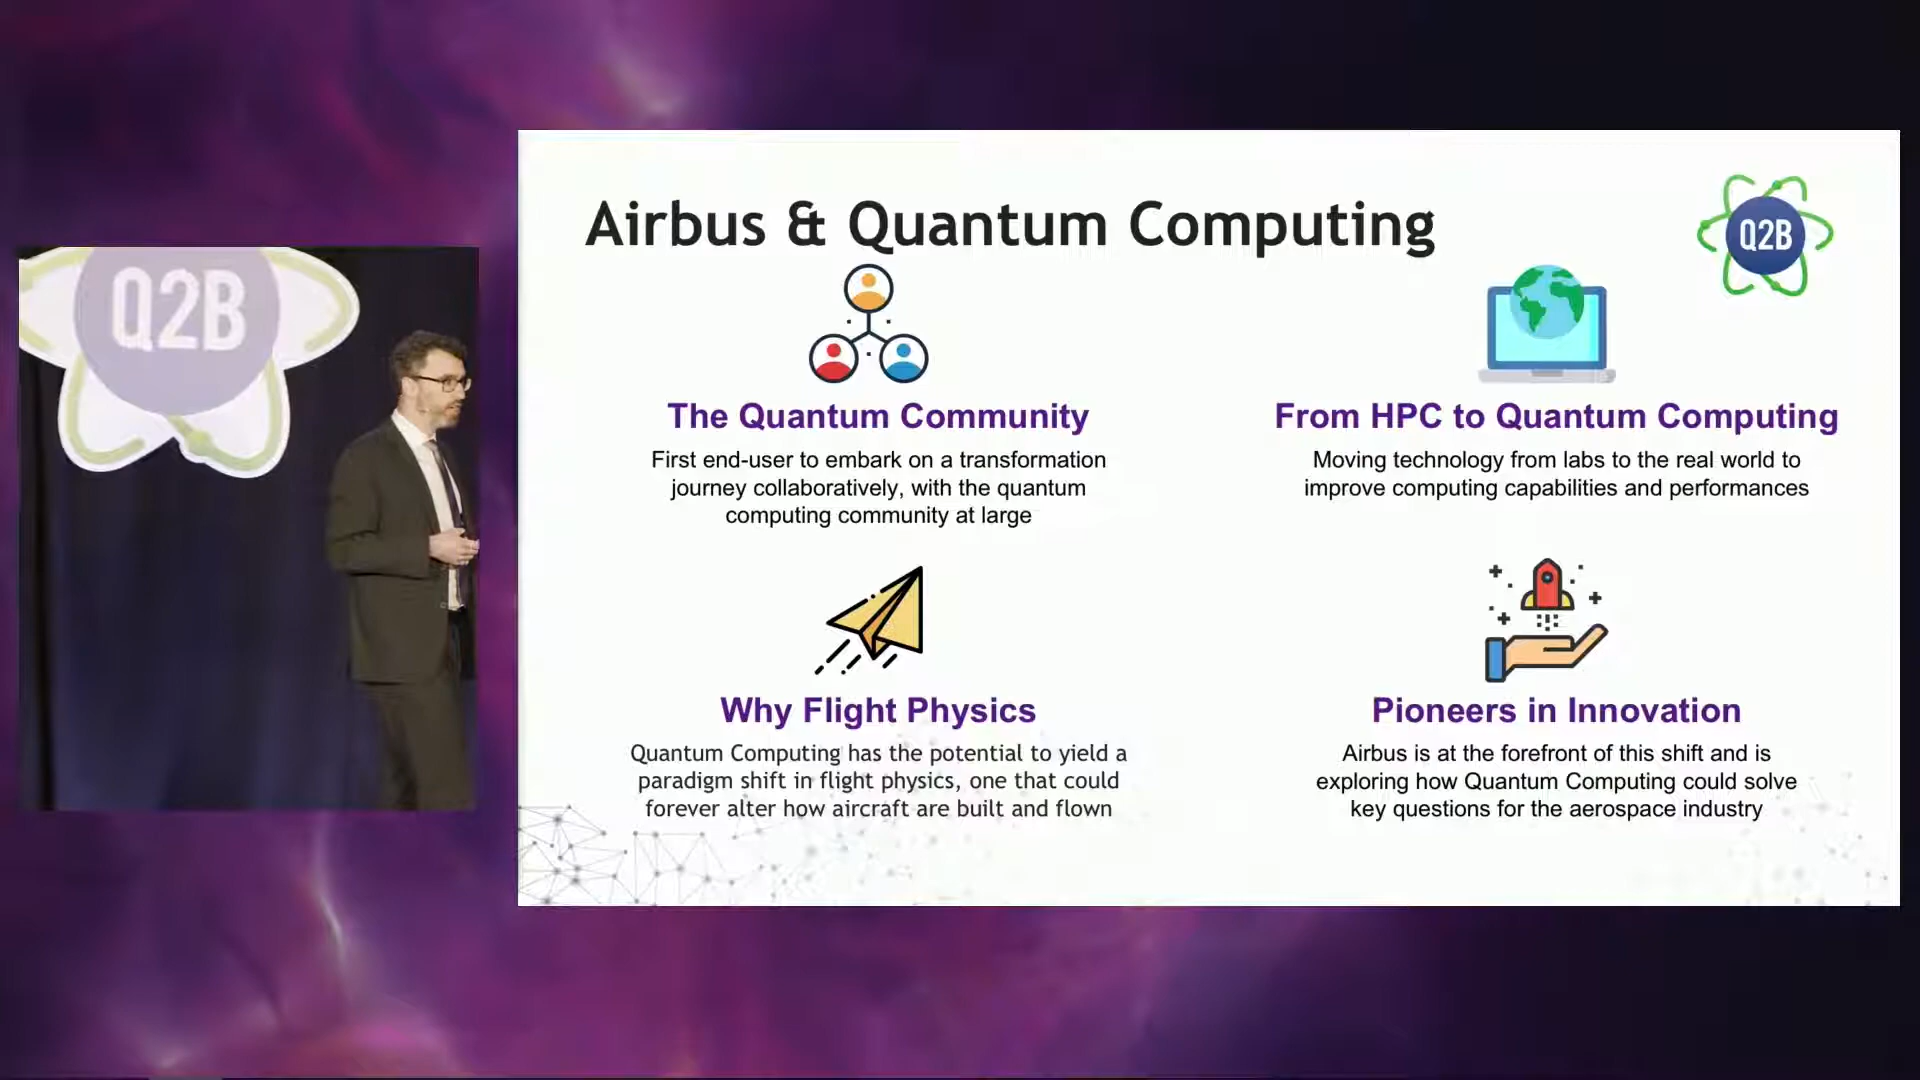 Q2B
Airbus & Quantum Computing
Q2B
The Quantum Community
First end-user to embark on a transformation
journey collaboratively, with the quantum
computing community at large
From HPC to Quantum Computing
Moving technology from labs to the real world to
improve computing capabilities and performances
Why Flight Physics
Quantum Computing has the potential to yield a
paradigm shift in flight physics, one that could
forever alter how aircraft are built and flown
Pioneers in Innovation
Airbus is at the forefront of this shift and is
exploring how Quantum Computing could solve
key questions for the aerospace industry